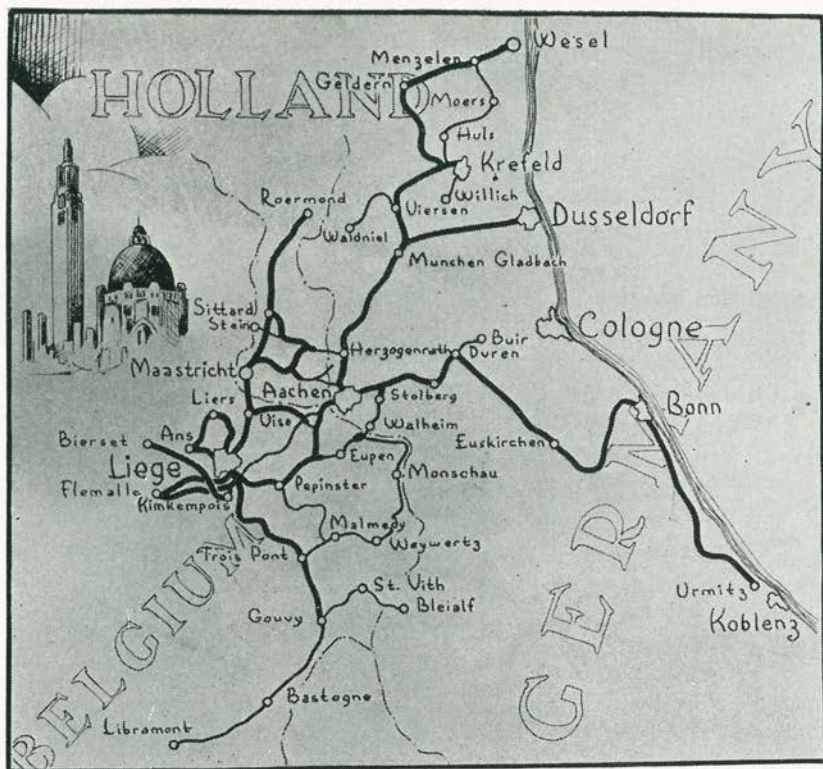 HOLLAND
Wesel
Menzelen
Geldern
Moers
Huls
Krefeld
Willich
Roermond
Viersen
Waldniel
Dusseldorf
Munchen Gladbach
Sittard
Stein
Cologne
Herzogenrath
Buir
Duren
Maastricht
Aachen
Stolberg
Liers
Vise
Walheim
Bonn
Bierset
Ans
Euskirchen
Liege
Eupen
Monschau
Flemalle
Pepinster
Kimkempois
Malmedy
Weywertz
Trois Pont
St. Vith
Bleialf
Gouvy
Urmitz
Koblenz
Bastogne
Libramont
BELGIUM
GERMANY